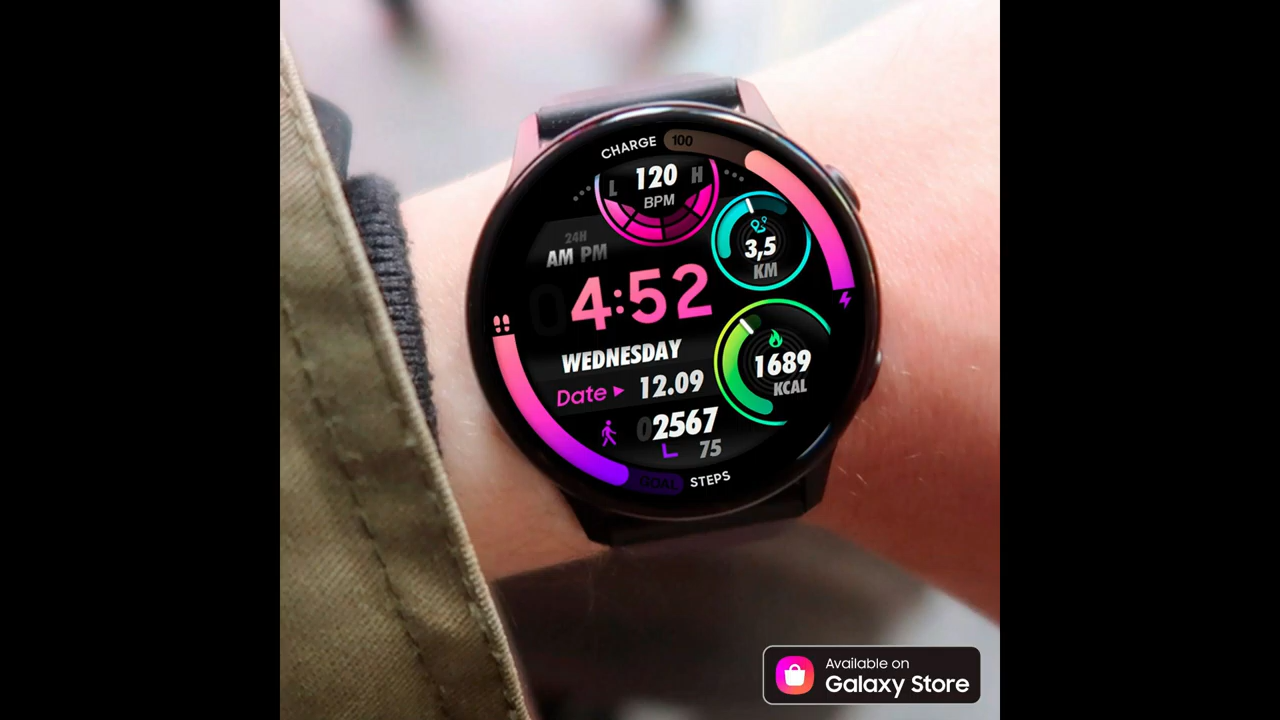 CHARGE 100
L 120 H
BPM
24H
AM PM
3,5
KM
04:52
WEDNESDAY
Date 12.09
1689
KCAL
02567
75
GOAL STEPS
Available on
Galaxy Store